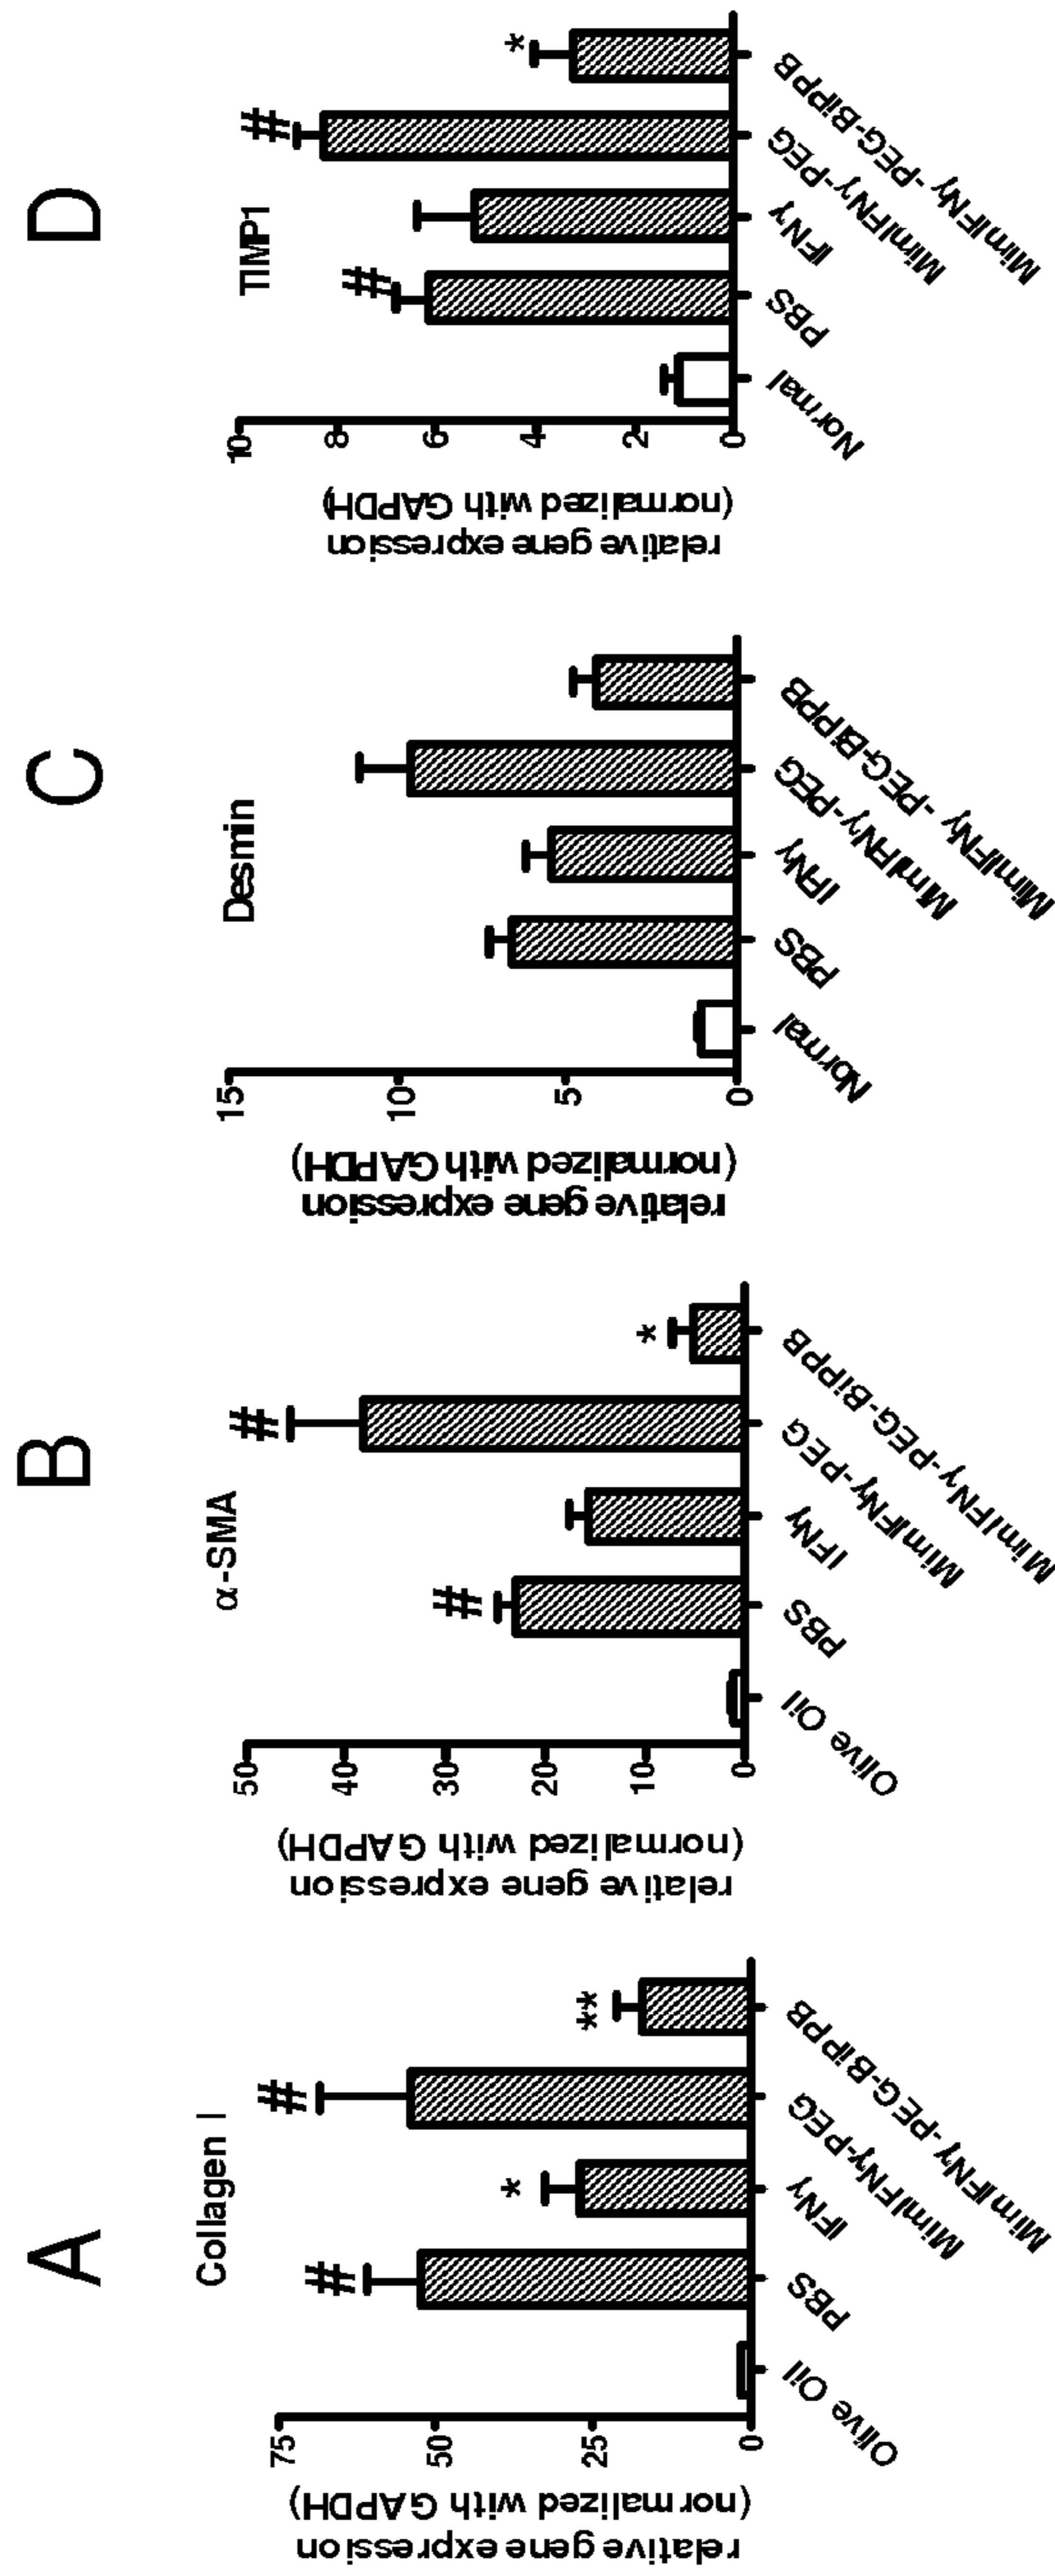 A
Collagen I
relative gene expression
(normalized with GAPDH)
75
50
25
0
#
*
#
**
Olive Oil
PBS
IFNγ
MimIFNγ-PEG
MimIFNγ-PEG-BiPPB
B
α-SMA
relative gene expression
(normalized with GAPDH)
50
40
30
20
10
0
#
#
*
Olive Oil
PBS
IFNγ
MimIFNγ-PEG
MimIFNγ-PEG-BiPPB
C
Desmin
relative gene expression
(normalized with GAPDH)
15
10
5
0
Normal
PBS
IFNγ
MimIFNγ-PEG
MimIFNγ-PEG-BiPPB
D
TIMP1
relative gene expression
(normalized with GAPDH)
10
8
6
4
2
0
#
#
*
Normal
PBS
IFNγ
MimIFNγ-PEG
MimIFNγ-PEG-BiPPB